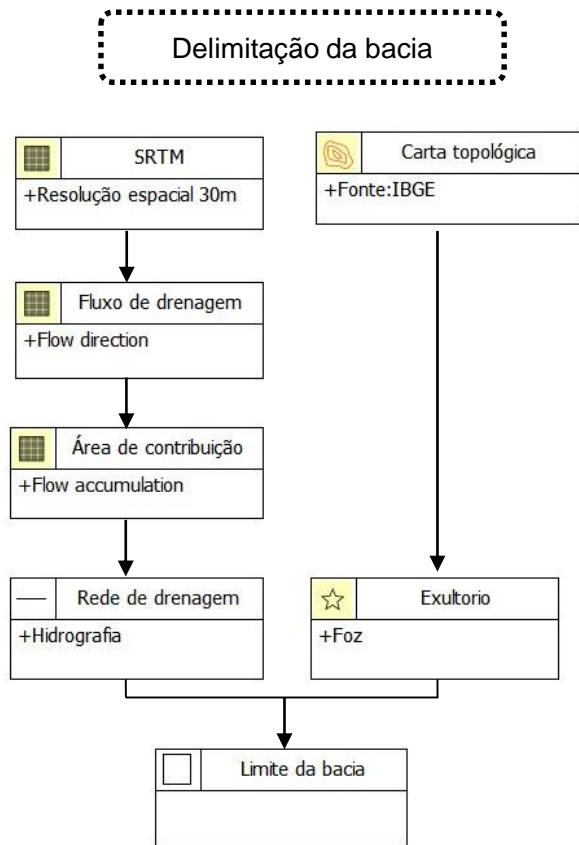 Delimitação da bacia
SRTM
+Resolução espacial 30m
Carta topológica
+Fonte:IBGE
Fluxo de drenagem
+Flow direction
Área de contribuição
+Flow accumulation
Rede de drenagem
+Hidrografia
Exultorio
+Foz
Limite da bacia